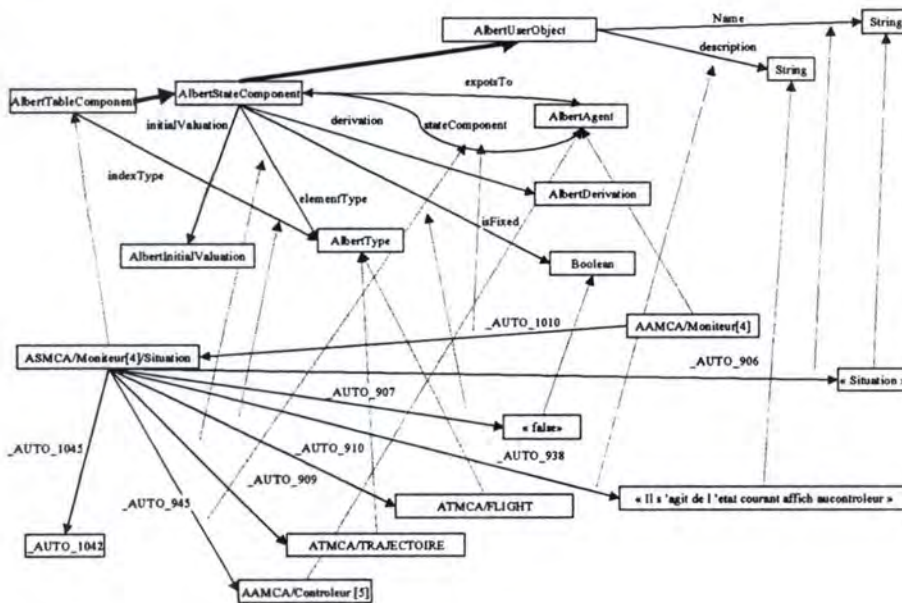 Name
String
AlbertUserObject
description
String
AlbertTableComponent
AlbertStateComponent
expotsTo
AlbertAgent
initialValuation
derivation
stateComponent
indexType
AlbertDerivation
elementType
isFixed
AlbertType
AlbertInitialValuation
Boolean
_AUTO_1010
AAMCA/Moniteur[4]
ASMCA/Moniteur[4]/Situation
_AUTO_906
_AUTO_907
« Situation »
« false»
_AUTO_1045
_AUTO_910
_AUTO_938
_AUTO_909
_AUTO_945
« Il s 'agit de l 'etat courant affich aucontroleur »
ATMCA/FLIGHT
_AUTO_1042
ATMCA/TRAJECTOIRE
AAMCA/Controleur [5]